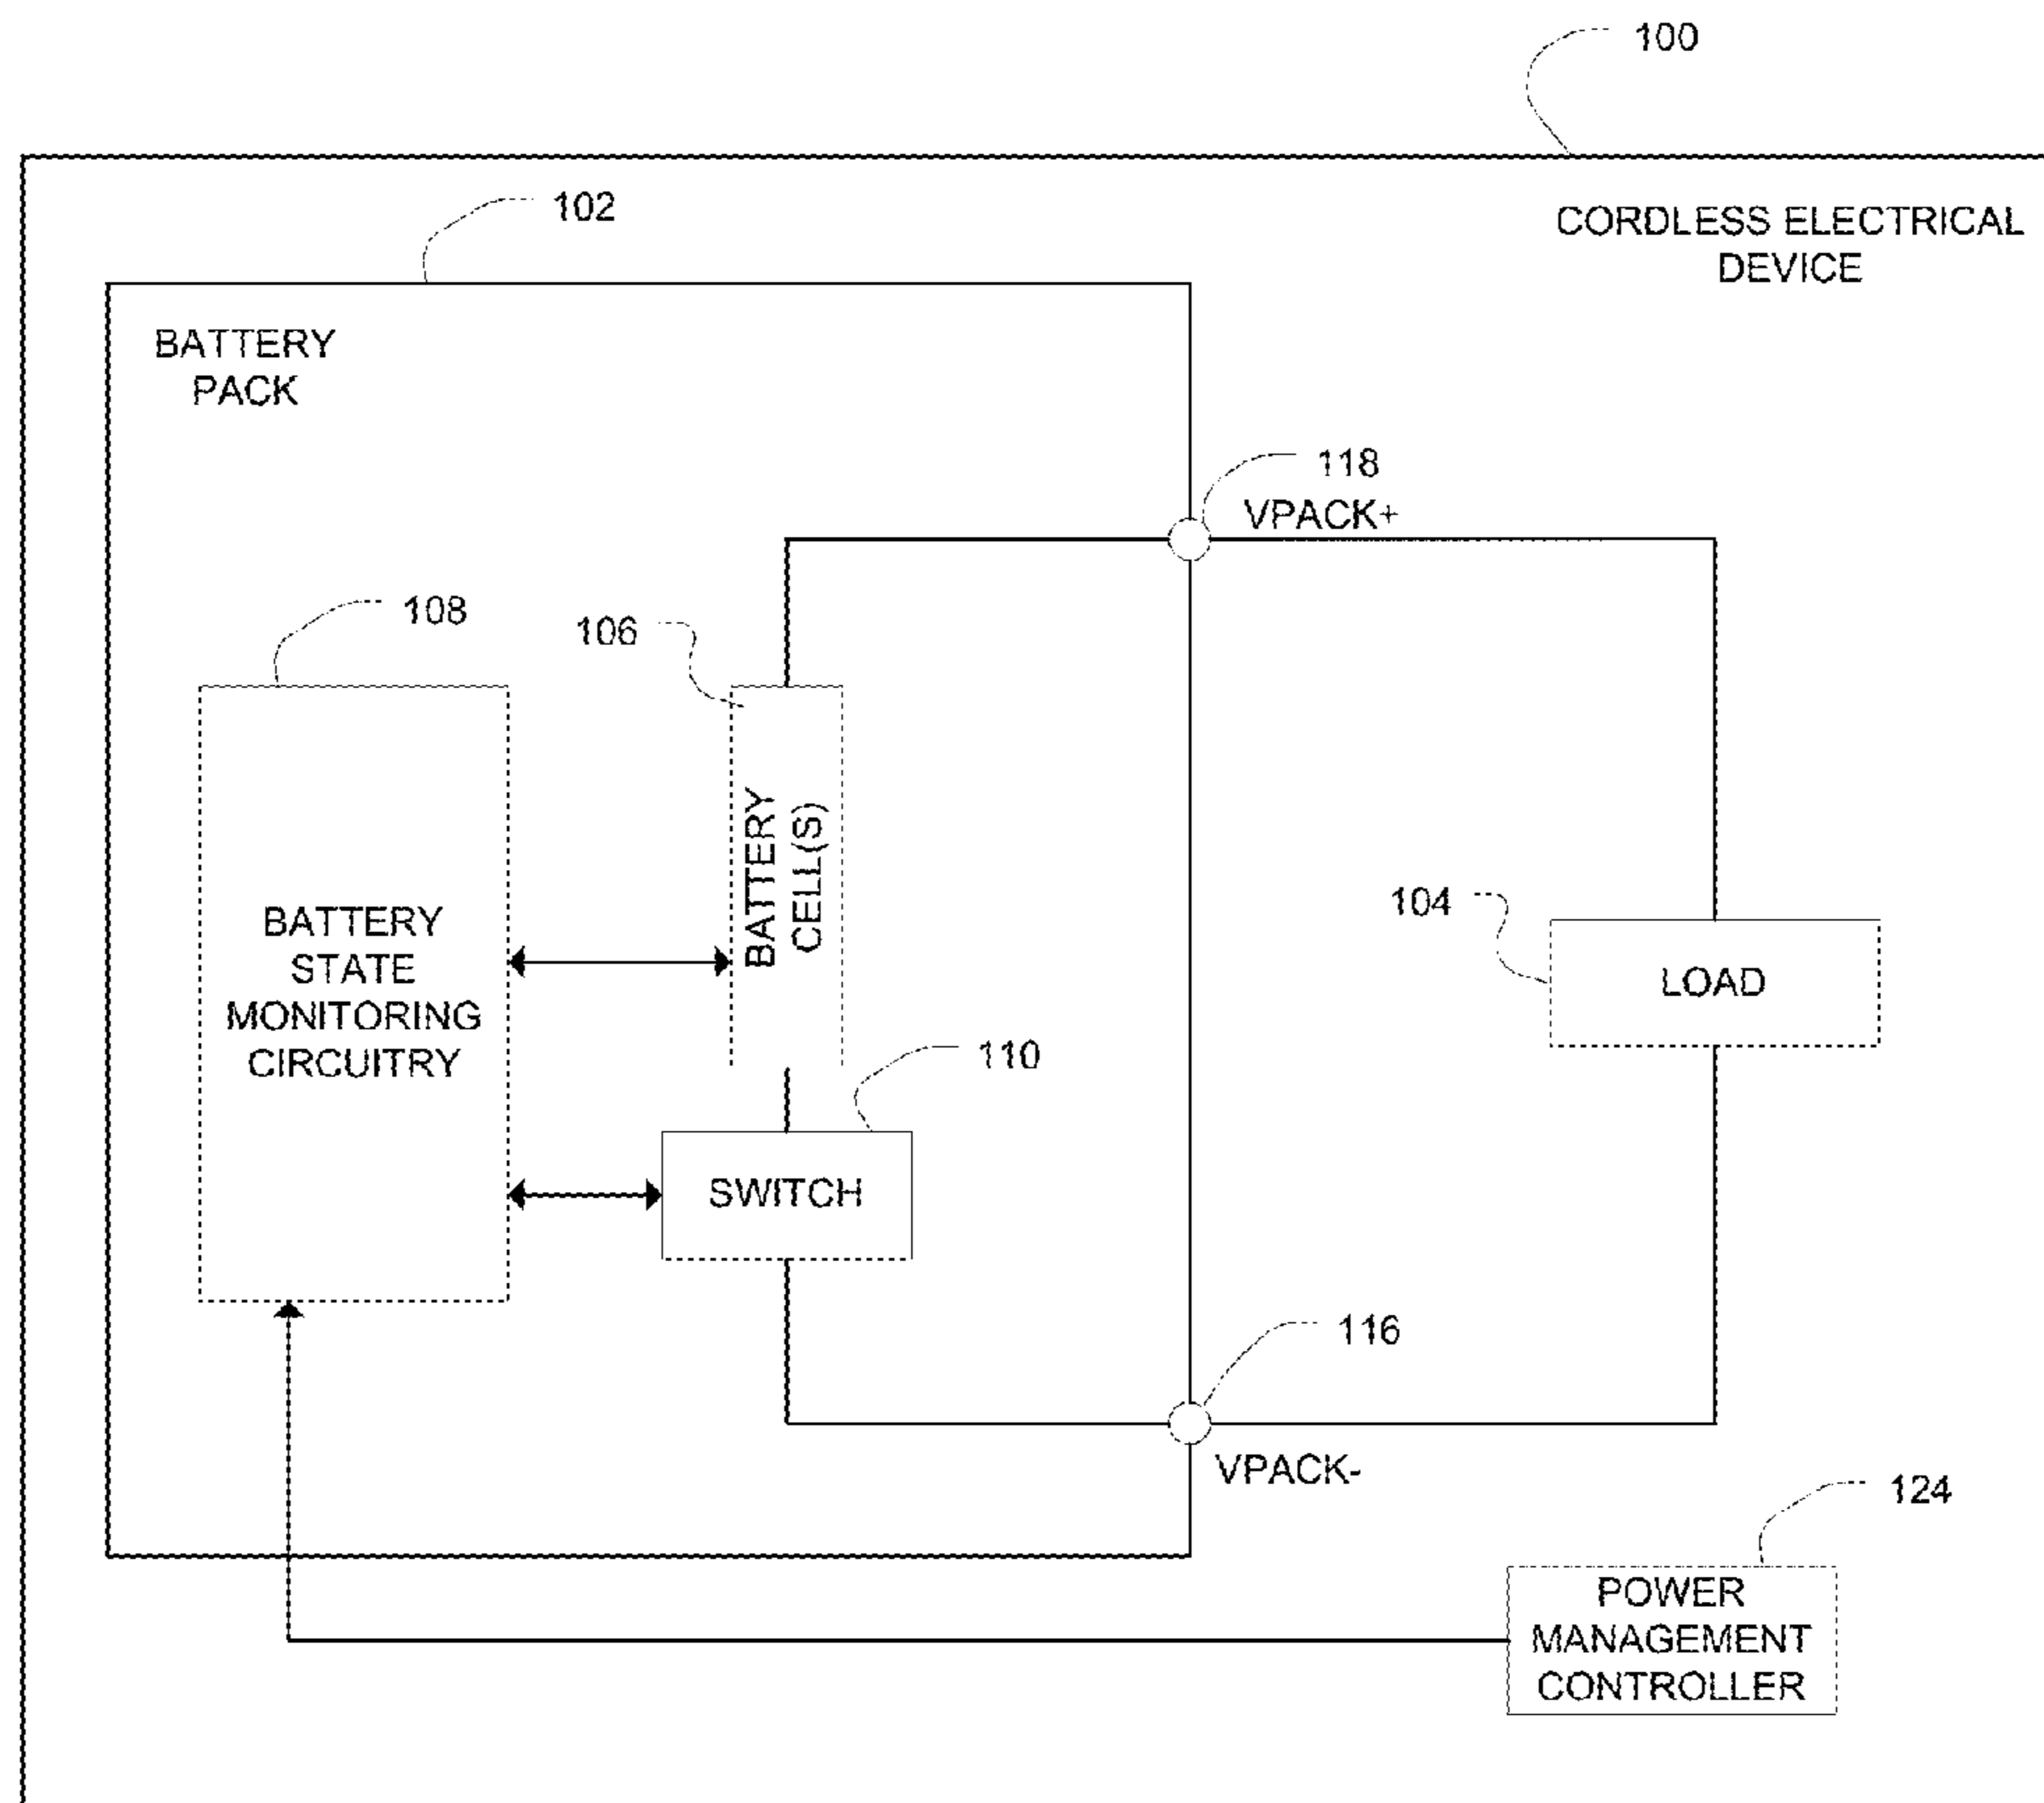 100
CORDLESS ELECTRICAL
DEVICE
102
BATTERY
PACK
118
VPACK+
108
106
BATTERY
CELL(S)
104
LOAD
BATTERY
STATE
MONITORING
CIRCUITRY
110
SWITCH
116
VPACK-
124
POWER
MANAGEMENT
CONTROLLER